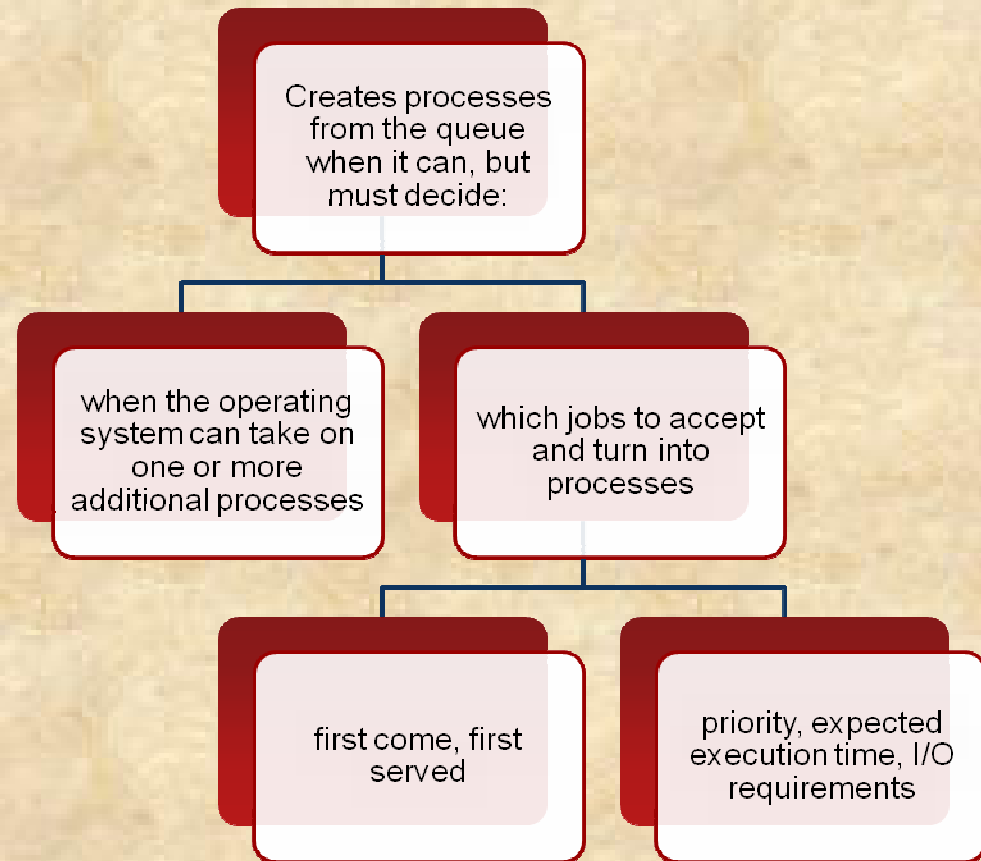 Creates processes
from the queue
when it can, but
must decide:
when the operating
system can take on
one or more
additional processes
which jobs to accept
and turn into
processes
first come, first
served
priority, expected
execution time, I/O
requirements